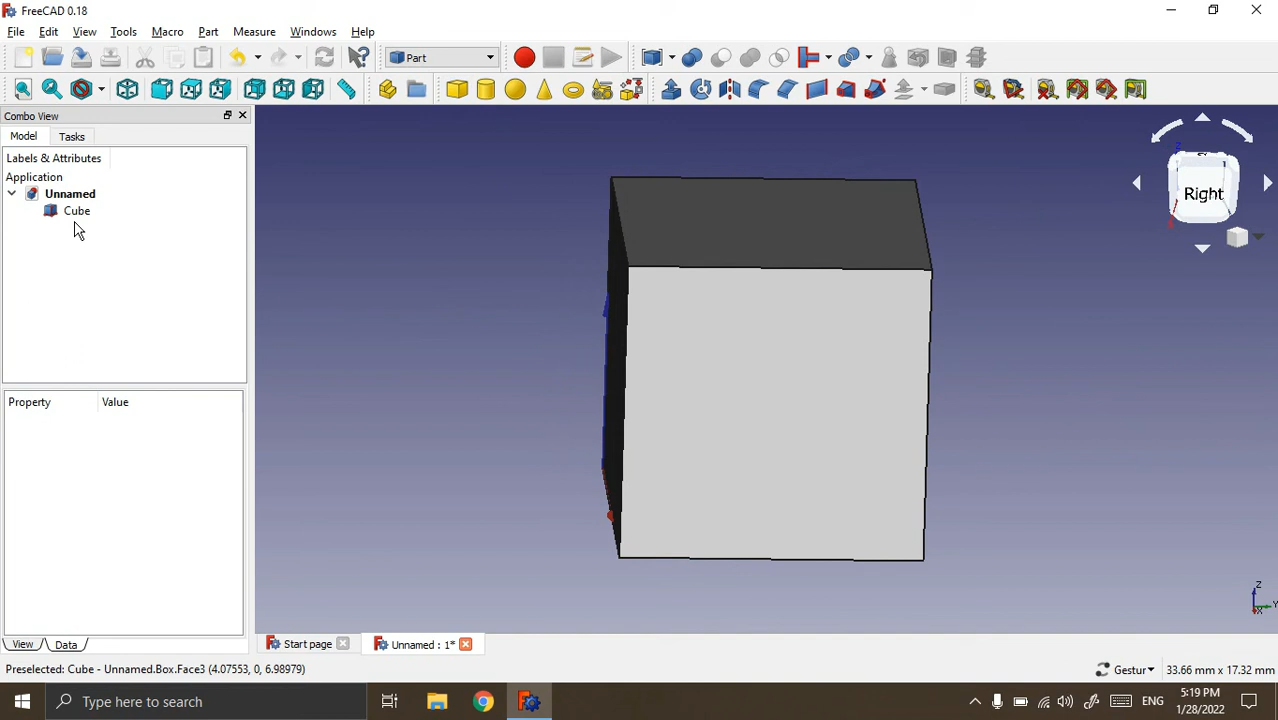 FreeCAD 0.18
File Edit View Tools Macro Part Measure Windows Help
Part
Combo View
Model Tasks
Labels & Attributes
Application
Unnamed
Cube
Right
Property Value
Z
Y
X
View Data
Start page Unnamed : 1*
Preselected: Cube - Unnamed.Box.Face3 (4.07553, 0, 6.98979) Gestur 33.66 mm x 17.32 mm
Type here to search
ENG
5:19 PM
1/28/2022